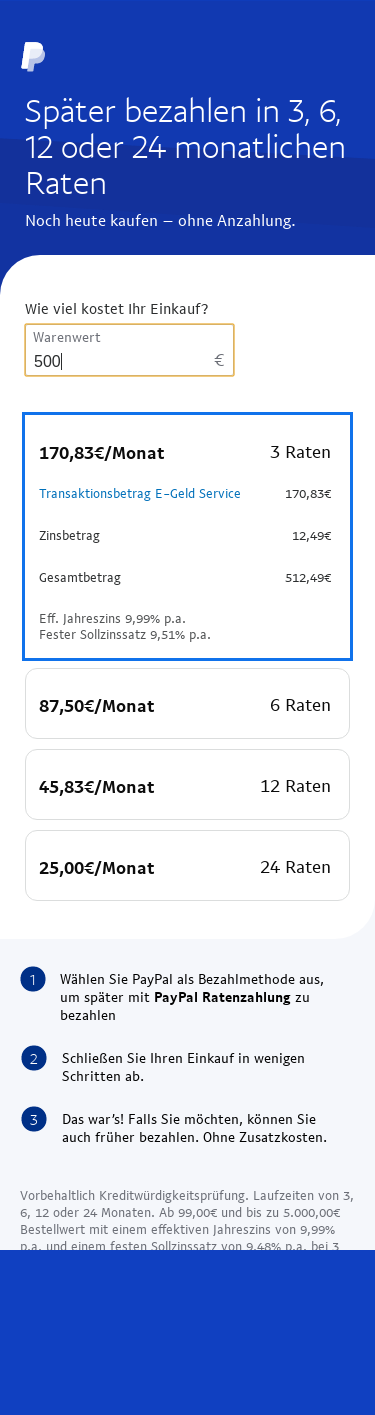 Später bezahlen in 3, 6,
12 oder 24 monatlichen
Raten
Noch heute kaufen – ohne Anzahlung.
Wie viel kostet Ihr Einkauf?
Warenwert
500 €
170,83€/Monat 3 Raten
Transaktionsbetrag E-Geld Service 170,83€
Zinsbetrag 12,49€
Gesamtbetrag 512,49€
Eff. Jahreszins 9,99% p.a.
Fester Sollzinssatz 9,51% p.a.
87,50€/Monat 6 Raten
45,83€/Monat 12 Raten
25,00€/Monat 24 Raten
1 Wählen Sie PayPal als Bezahlmethode aus,
um später mit PayPal Ratenzahlung zu
bezahlen
2 Schließen Sie Ihren Einkauf in wenigen
Schritten ab.
3 Das war's! Falls Sie möchten, können Sie
auch früher bezahlen. Ohne Zusatzkosten.
Vorbehaltlich Kreditwürdigkeitsprüfung. Laufzeiten von 3,
6, 12 oder 24 Monaten. Ab 99,00€ und bis zu 5.000,00€
Bestellwert mit einem effektiven Jahreszins von 9,99%
p.a. und einem festen Sollzinssatz von 9,48% p.a. bei 3